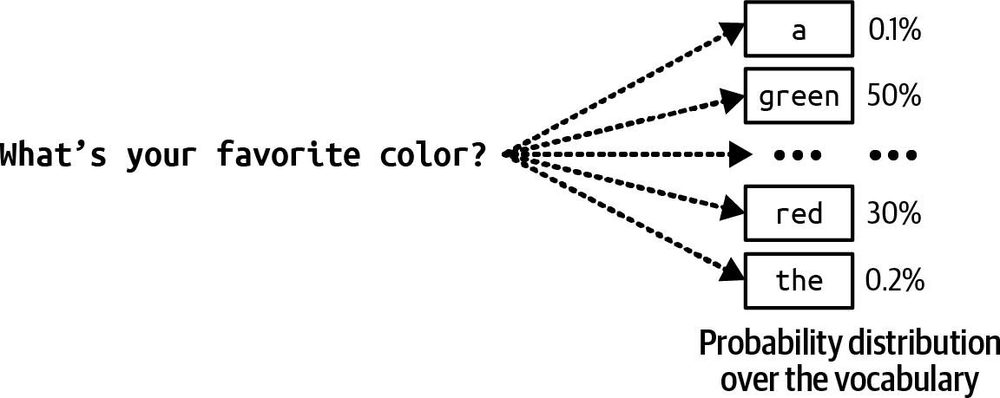 a 0.1%
green 50%
What’s your favorite color? ... ...
red 30%
the 0.2%
Probability distribution
over the vocabulary